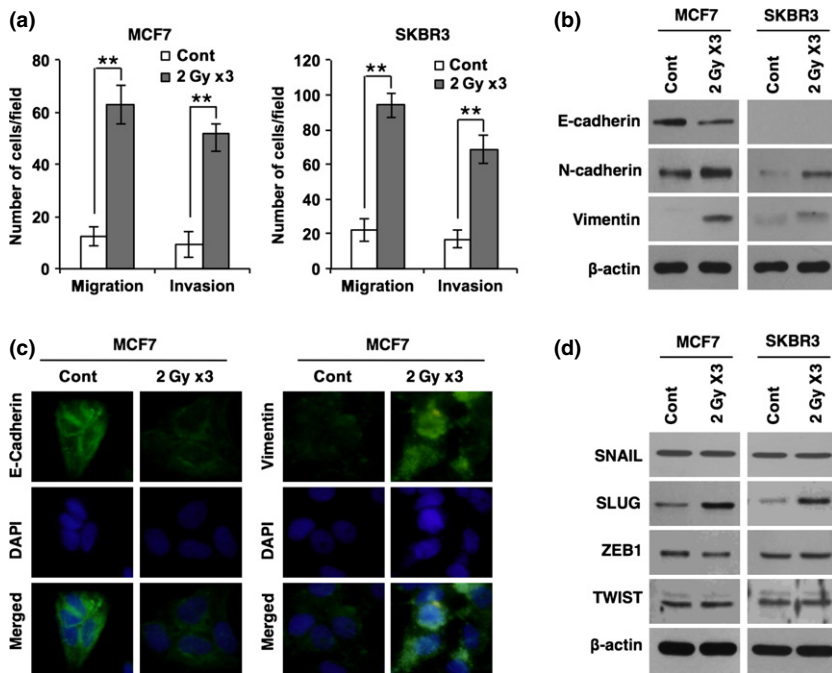 (a)
MCF7
Number of cells/field
80
60
40
20
0
Cont
2 Gy x3
**
**
Migration
Invasion
SKBR3
Number of cells/field
120
100
80
60
40
20
0
Cont
2 Gy x3
**
**
Migration
Invasion
(b)
MCF7
SKBR3
Cont
2 Gy X3
Cont
2 Gy X3
E-cadherin
N-cadherin
Vimentin
β-actin
(c)
MCF7
Cont
2 Gy x3
E-Cadherin
DAPI
Merged
MCF7
Cont
2 Gy x3
Vimentin
DAPI
Merged
(d)
MCF7
SKBR3
Cont
2 Gy X3
Cont
2 Gy X3
SNAIL
SLUG
ZEB1
TWIST
β-actin